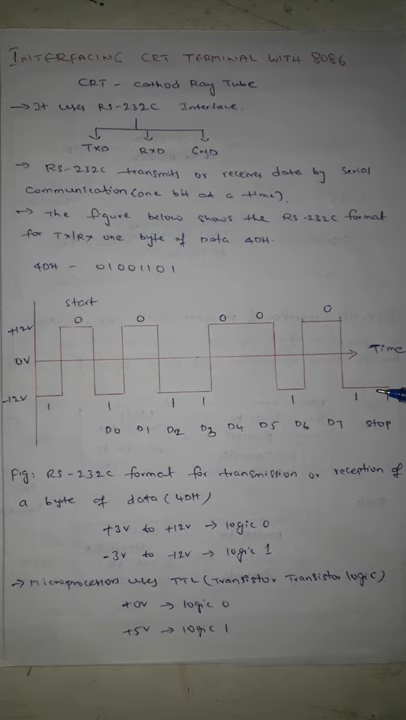 INTERFACING CRT TERMINAL WITH 8086
CRT - Cathod Ray Tube
→ It uses RS-232C Interface.
TXD RXD GND
→ RS-232C transmits or receives data by serial
communication (one bit at a time).
→ The figure below shows the RS-232C format
for Tx/Rx one byte of Data 4DH.
4DH - 01001101
start
+12V 0 0 0 0 0
0V Time
-12V 1 1 1 1 1 1
D0 D1 D2 D3 D4 D5 D6 D7 stop
Fig: RS-232C format for transmission or reception of
a byte of data (4DH)
+3V to +12V → logic 0
-3V to -12V → logic 1
→ Microprocessors uses TTL (Transistor Transistor logic)
+0V → logic 0
+5V → logic 1